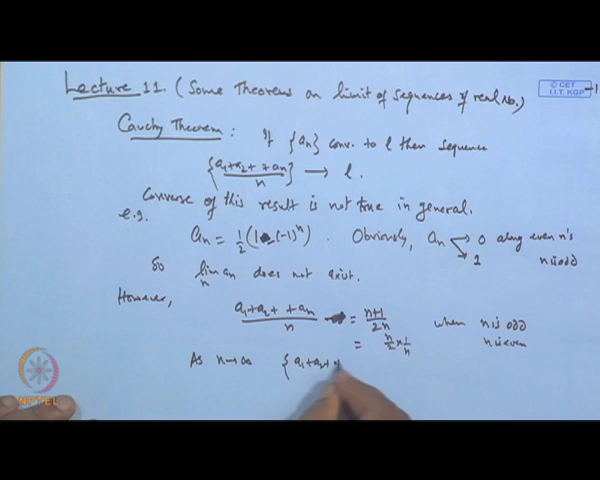 © CET
I.I.T. KGP
Lecture 11. (Some Theorems on limit of sequences of real No.)
Cauchy Theorem : If {an} conv. to l then sequence
{a1+a2+ +an/n} → l.
Converse of this result is not true in general.
e.g.
an = 1/2 (1-(-1)^n). Obviously, an 0 along even n's
1 n is odd
So lim an does not exist.
n
However,
a1+a2+ +an/n = n+1/2n when n is odd
= n/2 × 1/n n is even
As n→∞ {a1+a2+
NPTEL